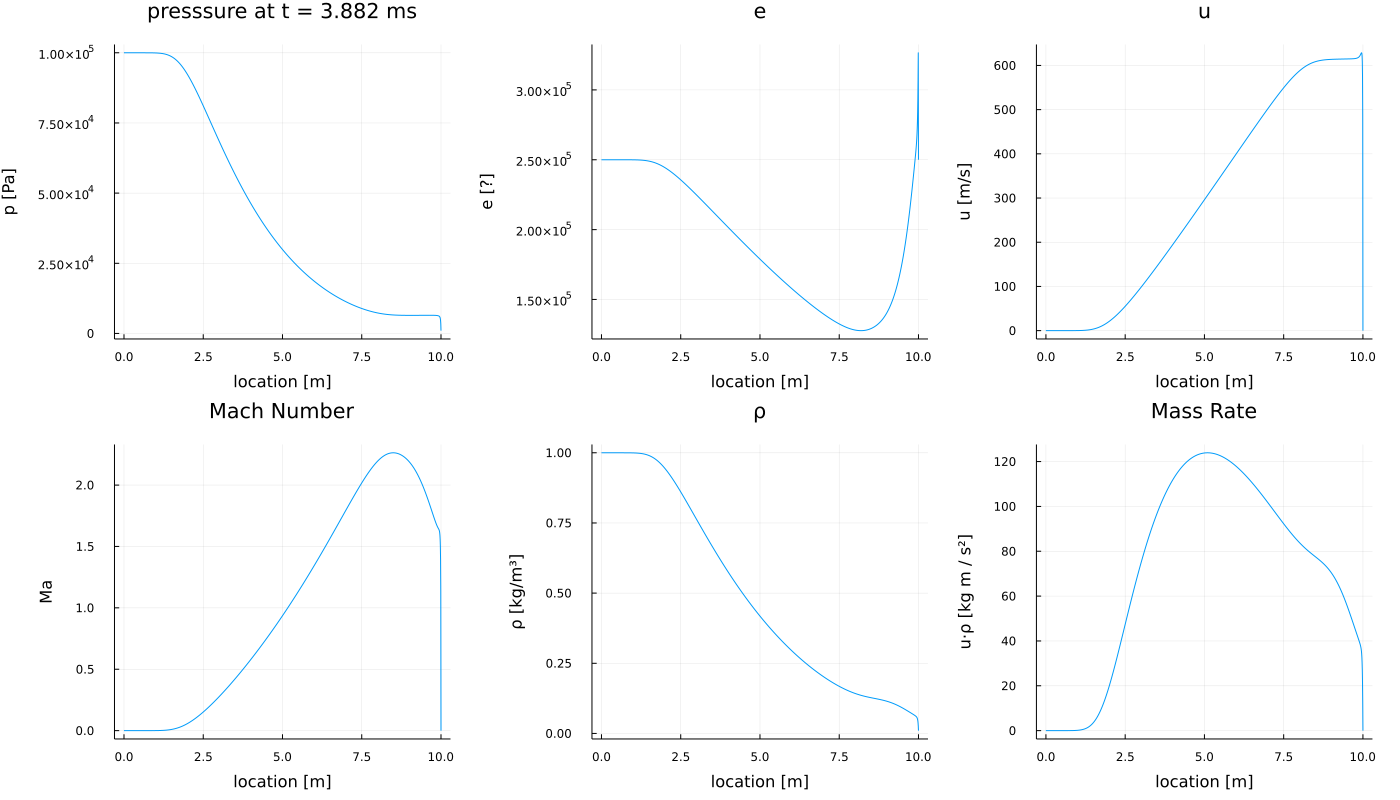 presssure at t = 3.882 ms
p [Pa]
1.00×10⁵
7.50×10⁴
5.00×10⁴
2.50×10⁴
0
0.0 2.5 5.0 7.5 10.0
location [m]
e
e [?]
3.00×10⁵
2.50×10⁵
2.00×10⁵
1.50×10⁵
0.0 2.5 5.0 7.5 10.0
location [m]
u
u [m/s]
600
500
400
300
200
100
0
0.0 2.5 5.0 7.5 10.0
location [m]
Mach Number
Ma
2.0
1.5
1.0
0.5
0.0
0.0 2.5 5.0 7.5 10.0
location [m]
ρ
ρ [kg/m³]
1.00
0.75
0.50
0.25
0.00
0.0 2.5 5.0 7.5 10.0
location [m]
Mass Rate
u·ρ [kg m / s²]
120
100
80
60
40
20
0
0.0 2.5 5.0 7.5 10.0
location [m]